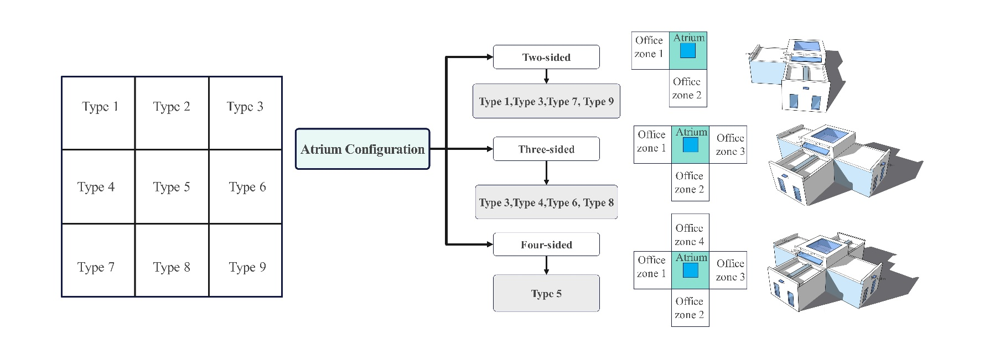 Type 1
Type 2
Type 3
Type 4
Type 5
Type 6
Type 7
Type 8
Type 9
Atrium Configuration
Two-sided
Type 1,Type 3,Type 7, Type 9
Three-sided
Type 3,Type 4,Type 6, Type 8
Four-sided
Type 5
Office
zone 1
Atrium
Office
zone 2
Office
zone 1
Atrium
Office
zone 3
Office
zone 2
Office
zone 4
Office
zone 1
Atrium
Office
zone 3
Office
zone 2